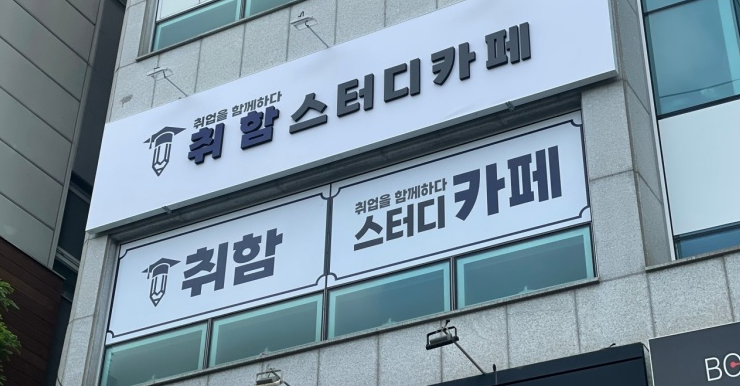 취업을 함께하다
취함 스터디카페
취함
취업을 함께하다
스터디 카페